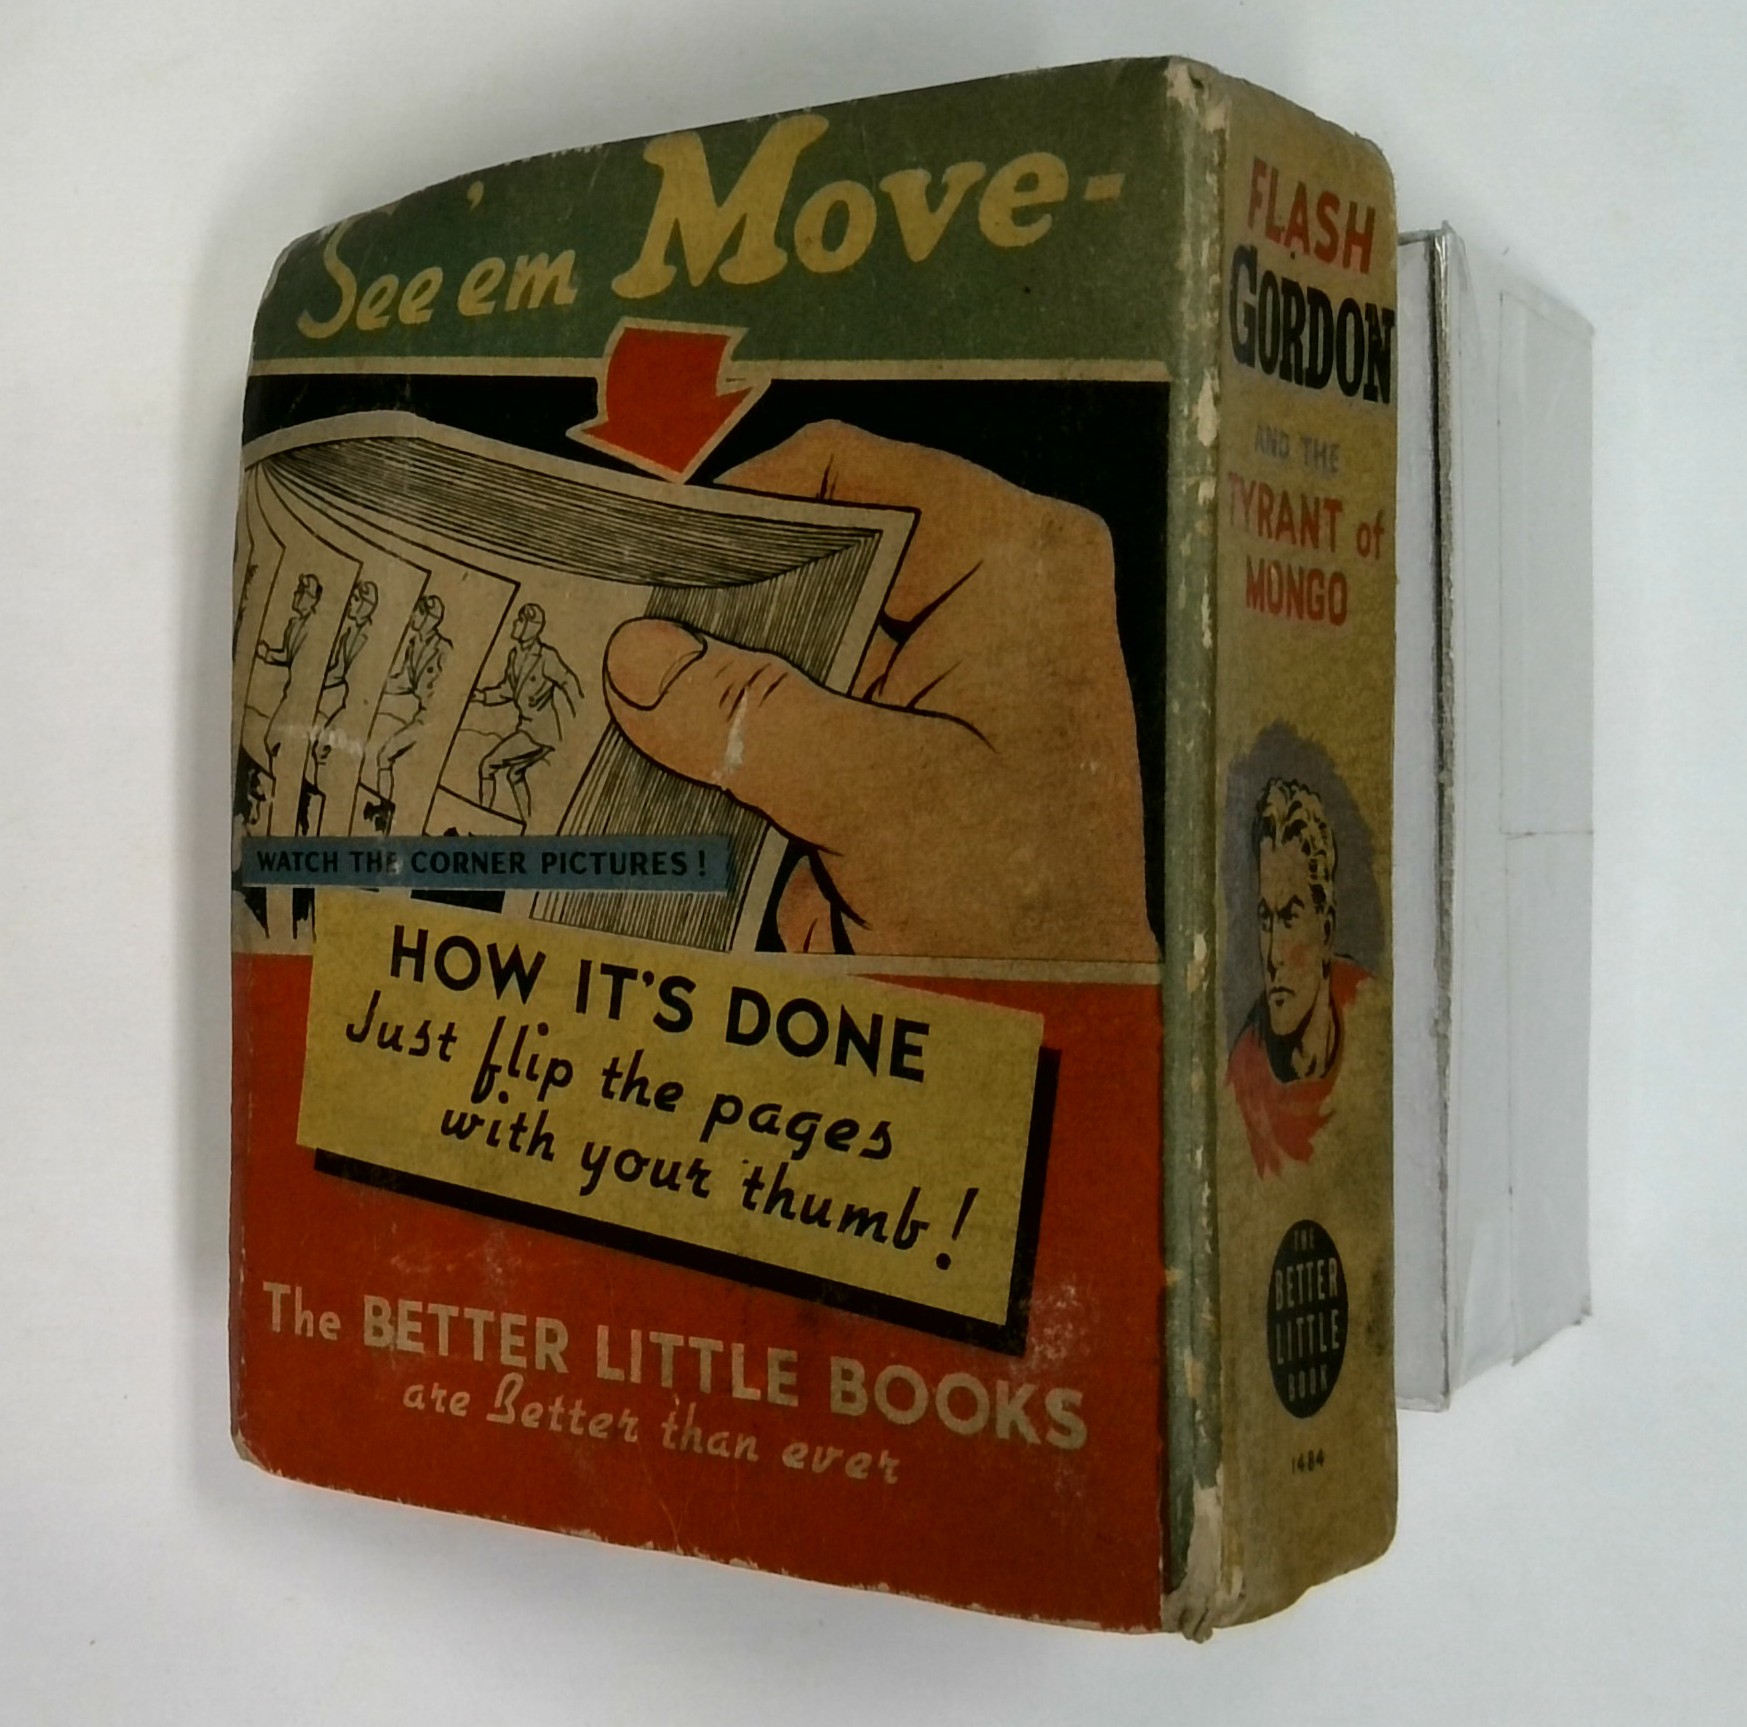 See 'em Move-
WATCH THE CORNER PICTURES!
HOW IT'S DONE
Just flip the pages
with your thumb!
The BETTER LITTLE BOOKS
are Better than ever
FLASH
GORDON
AND THE
TYRANT of
MONGO
THE
BETTER
LITTLE
BOOK
1484